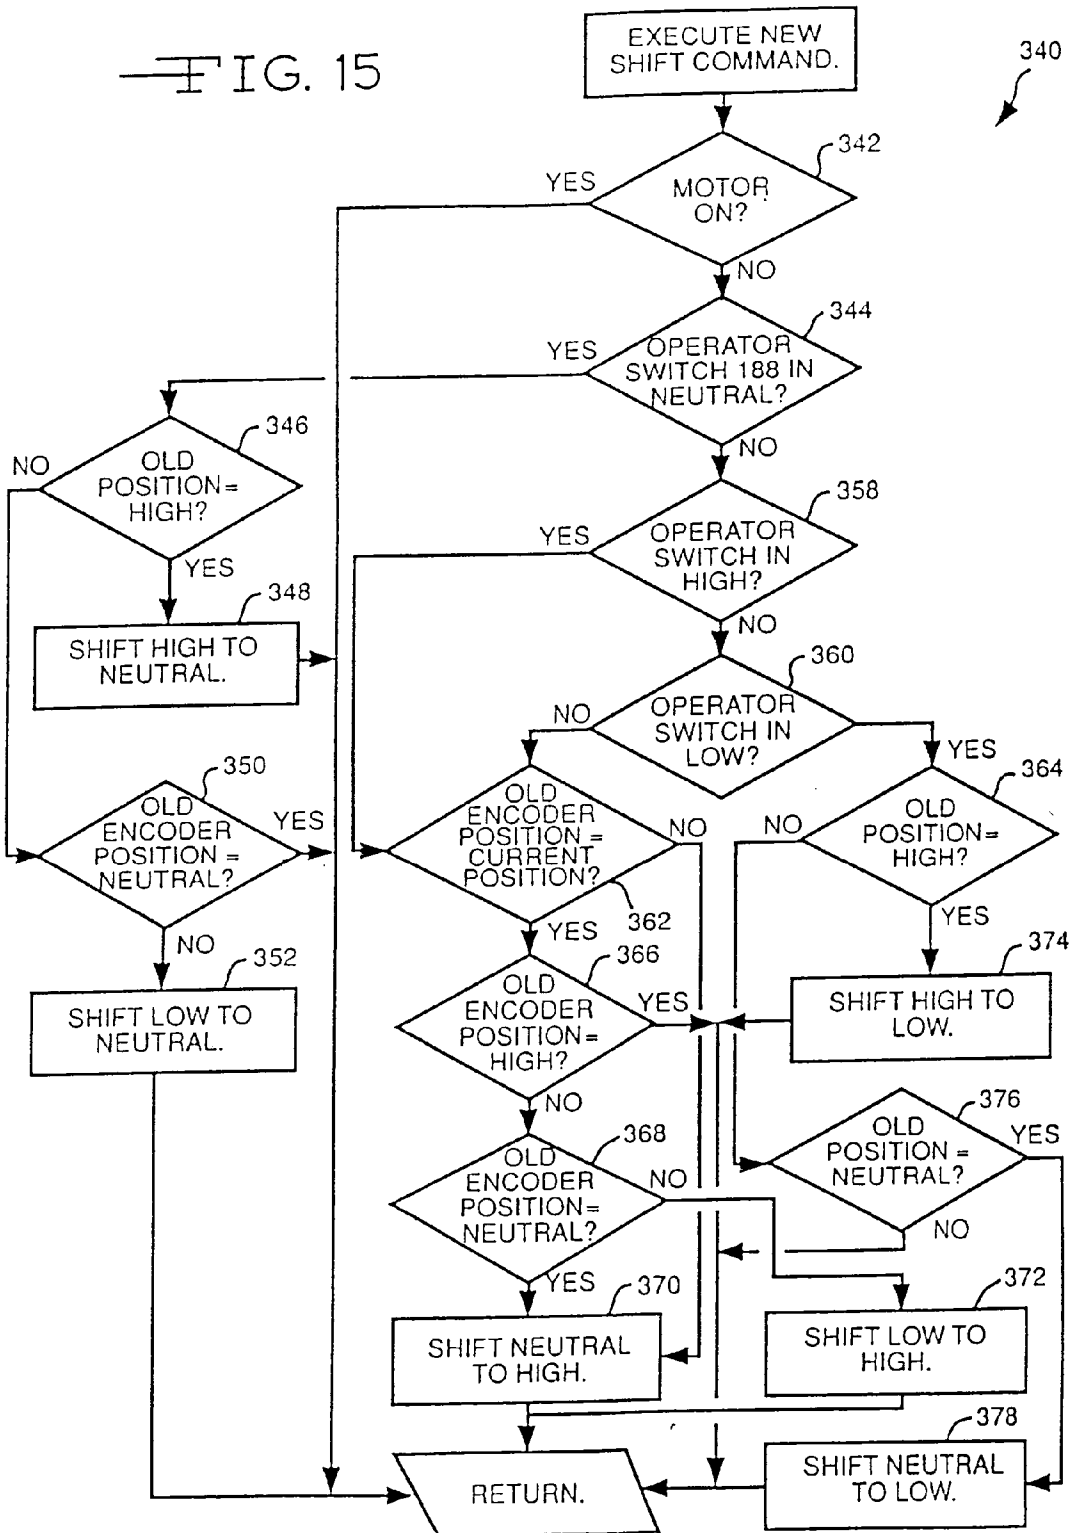 FIG. 15
EXECUTE NEW
SHIFT COMMAND.
340
342
YES
MOTOR
ON?
NO
344
YES
OPERATOR
SWITCH 188 IN
NEUTRAL?
NO
346
NO
OLD
POSITION=
HIGH?
YES
348
SHIFT HIGH TO
NEUTRAL.
358
YES
OPERATOR
SWITCH IN
HIGH?
NO
360
NO
OPERATOR
SWITCH IN
LOW?
YES
350
OLD
ENCODER
POSITION =
NEUTRAL?
YES
NO
352
SHIFT LOW TO
NEUTRAL.
OLD
ENCODER
POSITION =
CURRENT
POSITION?
NO
362
YES
364
NO
OLD
POSITION=
HIGH?
YES
366
OLD
ENCODER
POSITION=
HIGH?
YES
NO
374
SHIFT HIGH TO
LOW.
368
OLD
ENCODER
POSITION=
NEUTRAL?
NO
YES
376
OLD
POSITION =
NEUTRAL?
YES
NO
370
SHIFT NEUTRAL
TO HIGH.
372
SHIFT LOW TO
HIGH.
378
SHIFT NEUTRAL
TO LOW.
RETURN.